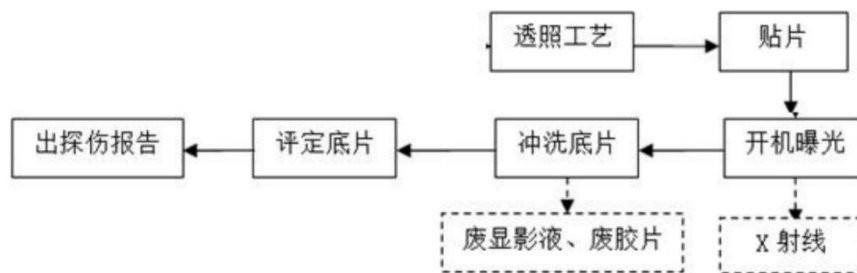 透照工艺
贴片
出探伤报告
评定底片
冲洗底片
开机曝光
废显影液、废胶片
X 射线